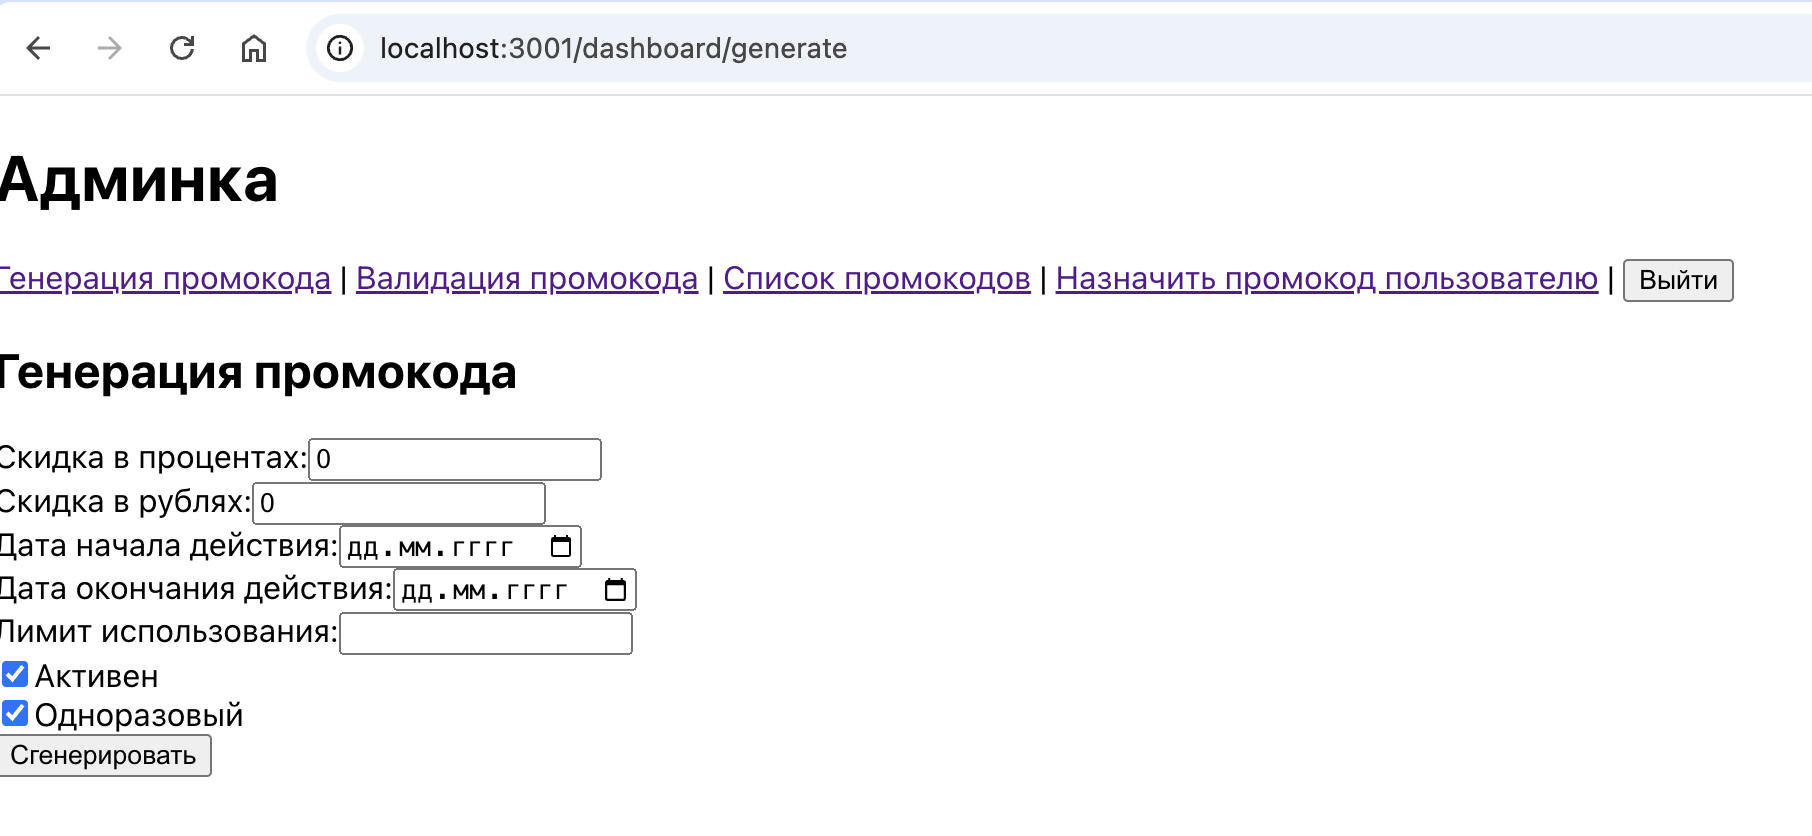 localhost:3001/dashboard/generate
Админка
Генерация промокода | Валидация промокода | Список промокодов | Назначить промокод пользователю | Выйти
Генерация промокода
Скидка в процентах: 0
Скидка в рублях: 0
Дата начала действия: дд.мм.гггг
Дата окончания действия: дд.мм.гггг
Лимит использования:
Активен
Одноразовый
Сгенерировать